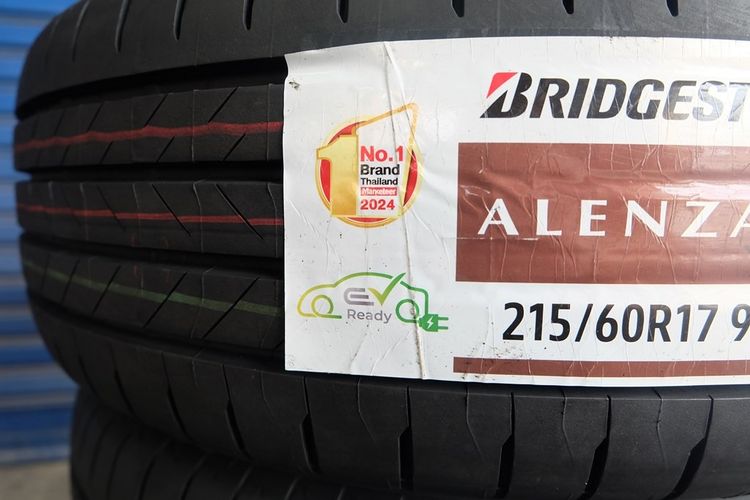 BRIDGEST
No.1
Brand
Thailand
Marketeer
2024
ALENZA
EV
Ready
215/60R17 9